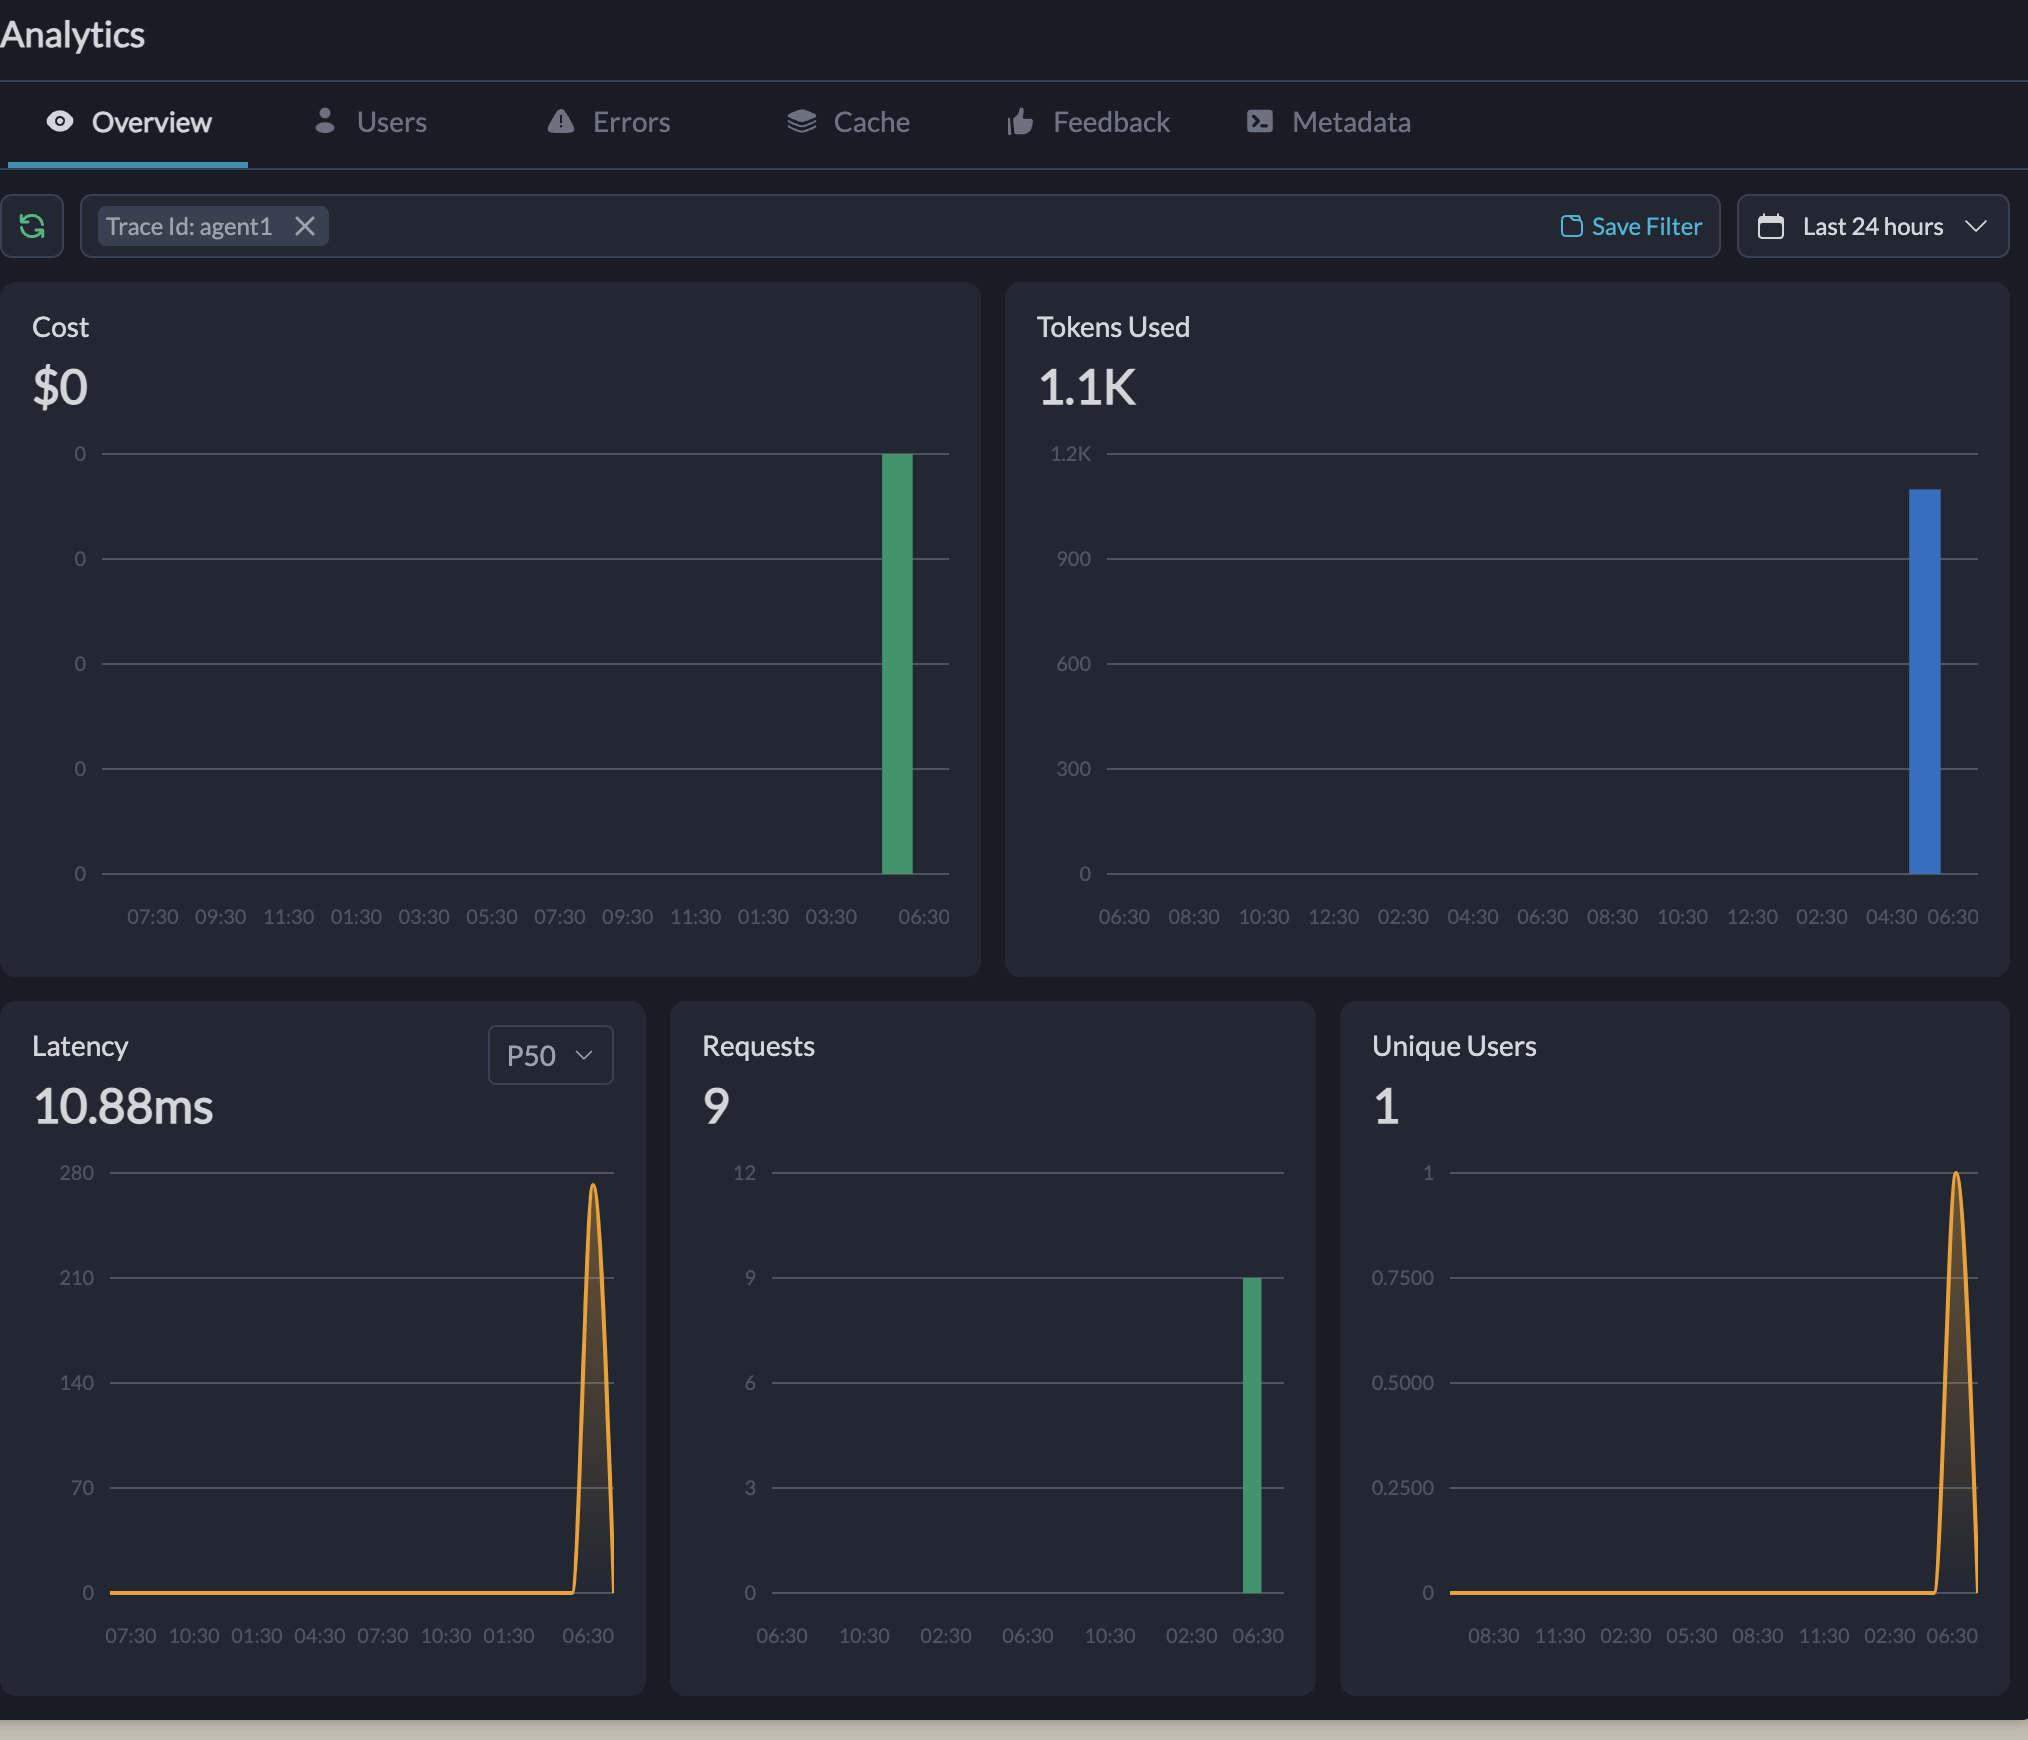 Analytics
Overview Users Errors Cache Feedback Metadata
Trace Id: agent1 Save Filter Last 24 hours
Cost
$0
0
0
0
0
0
07:30 09:30 11:30 01:30 03:30 05:30 07:30 09:30 11:30 01:30 03:30 06:30
Tokens Used
1.1K
1.2K
900
600
300
0
06:30 08:30 10:30 12:30 02:30 04:30 06:30 08:30 10:30 12:30 02:30 04:30 06:30
Latency
P50
10.88ms
280
210
140
70
0
07:30 10:30 01:30 04:30 07:30 10:30 01:30 06:30
Requests
9
12
9
6
3
0
06:30 10:30 02:30 06:30 10:30 02:30 06:30
Unique Users
1
1
0.7500
0.5000
0.2500
0
08:30 11:30 02:30 05:30 08:30 11:30 02:30 06:30